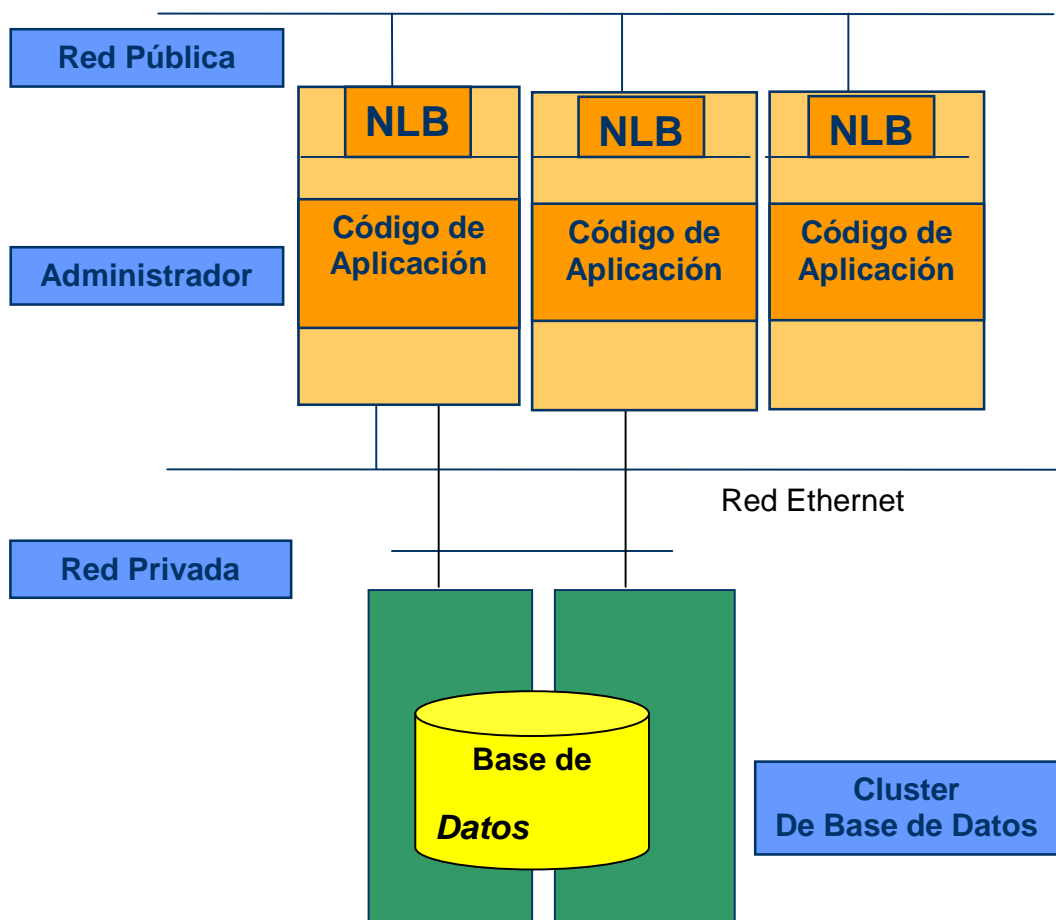 Red Pública
NLB
NLB
NLB
Código de
Aplicación
Código de
Aplicación
Código de
Aplicación
Administrador
Red Ethernet
Red Privada
Base de
Datos
Cluster
De Base de Datos